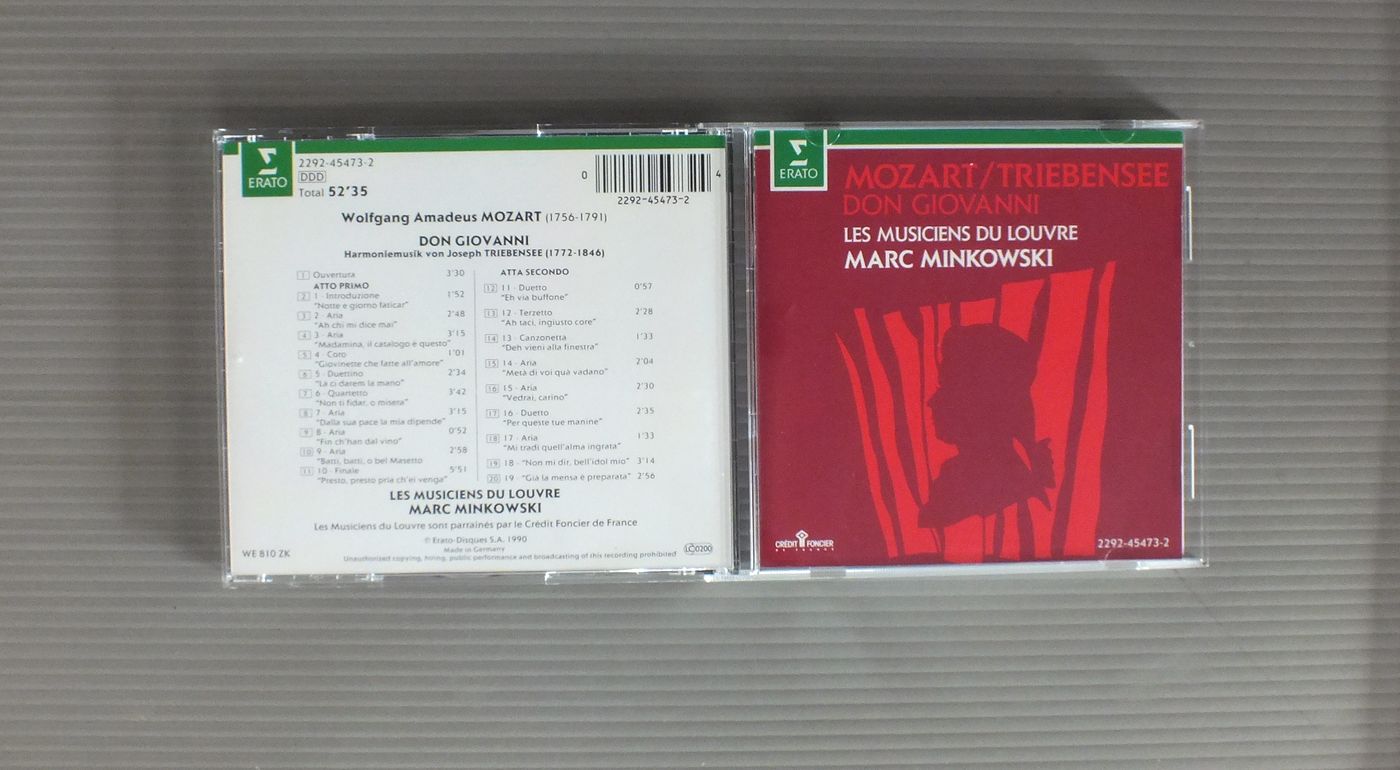 ERATO
2292-45473-2
DDD
Total 52'35
0
4
2292-45473-2
Wolfgang Amadeus MOZART (1756-1791)
DON GIOVANNI
Harmoniemusik von Joseph TRIEBENSEE (1772-1846)
1 Ouvertura 3'30
ATTO PRIMO
2 1 - Introduzione 1'52
"Notte e giorno faticar"
3 2 - Aria 2'48
"Ah chi mi dice mai"
4 3 - Aria 3'15
"Madamina, il catalogo è questo"
5 4 - Coro 1'01
"Giovinette che fatte all'amore"
6 5 - Duettino 2'34
"La ci darem la mano"
7 6 - Quartetto 3'42
"Non ti fidar, o misera"
8 7 - Aria 3'15
"Dalla sua pace la mia dipende"
9 8 - Aria 0'52
"Fin ch'han dal vino"
10 9 - Aria 2'58
"Batti, batti, o bel Masetto
11 10 - Finale 5'51
"Presto, presto pria ch'ei venga"
ATTA SECONDO
12 11 - Duetto 0'57
"Eh via buffone"
13 12 - Terzetto 2'28
"Ah taci, ingiusto core"
14 13 - Canzonetta 1'33
"Deh vieni alla finestra"
15 14 - Aria 2'04
"Metà di voi quà vadano"
16 15 - Aria 2'30
"Vedrai, carino"
17 16 - Duetto 2'35
"Per queste tue manine"
18 17 - Aria 1'33
"Mi tradi quell'alma ingrata"
19 18 - "Non mi dir, bell'idol mio" 3'14
20 19 - "Già la mensa è preparata" 2'56
LES MUSICIENS DU LOUVRE
MARC MINKOWSKI
Les Musiciens du Louvre sont parrainés par le Crédit Foncier de France
© Erato-Disques S.A. 1990
Made in Germany
Unauthorized copying, hiring, public performance and broadcasting of this recording prohibited
WE 810 ZK
LC 0200
ERATO
MOZART/TRIEBENSEE
DON GIOVANNI
LES MUSICIENS DU LOUVRE
MARC MINKOWSKI
CRÉDIT FONCIER
DE FRANCE
2292-45473-2